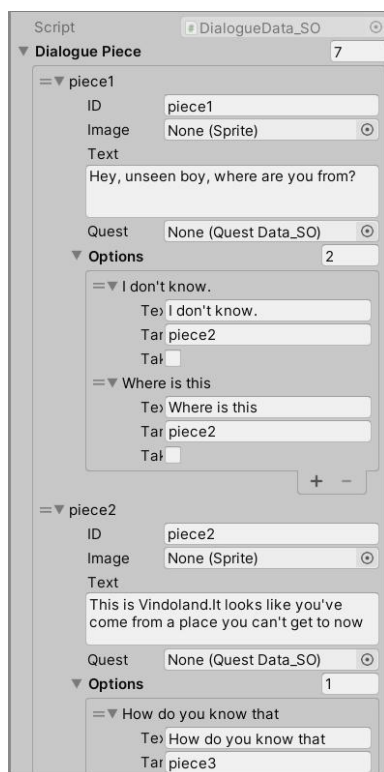 Script DialogueData_SO
Dialogue Piece 7
piece1
ID piece1
Image None (Sprite)
Text
Hey, unseen boy, where are you from?
Quest None (Quest Data_SO)
Options 2
I don't know.
Tex I don't know.
Tar piece2
Tak
Where is this
Tex Where is this
Tar piece2
Tak
+ −
piece2
ID piece2
Image None (Sprite)
Text
This is Vindoland.It looks like you've
come from a place you can't get to now
Quest None (Quest Data_SO)
Options 1
How do you know that
Tex How do you know that
Tar piece3